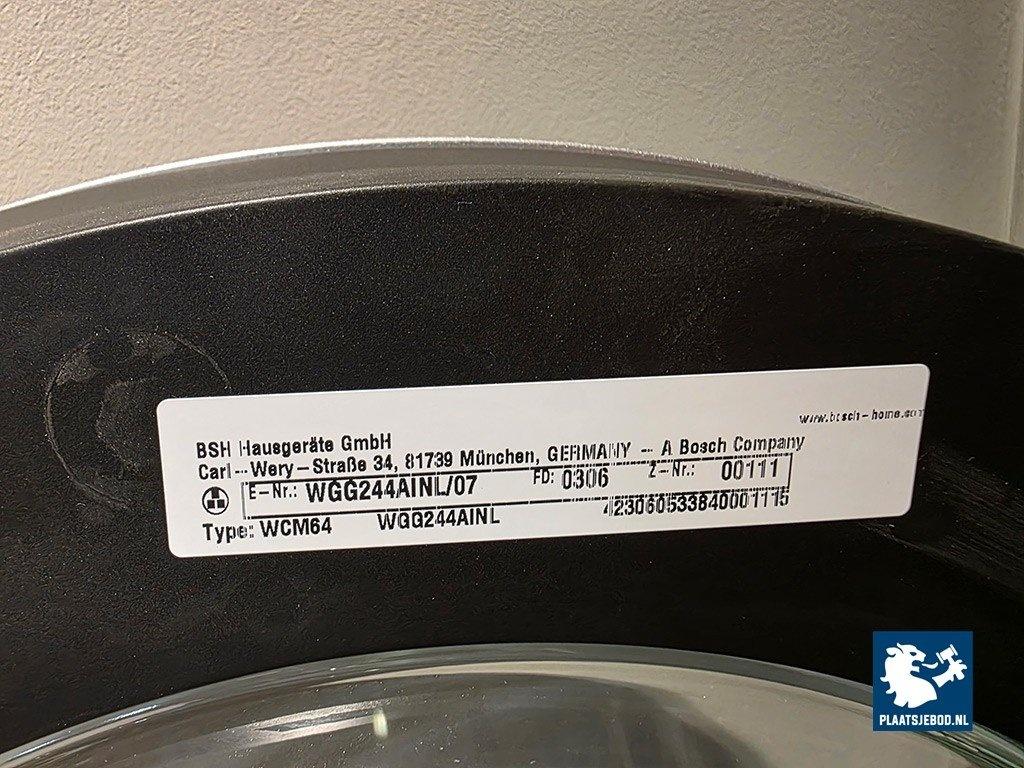 www.bosch-home.com
BSH Hausgeräte GmbH
Carl-Wery-Straße 34, 81739 München, GERMANY - A Bosch Company
E-Nr.: WGG244AINL/07 FD: 0306 Z-Nr.: 00111
Type: WCM64 WGG244AINL 423060533840001115
PLAATSJEBOD.NL